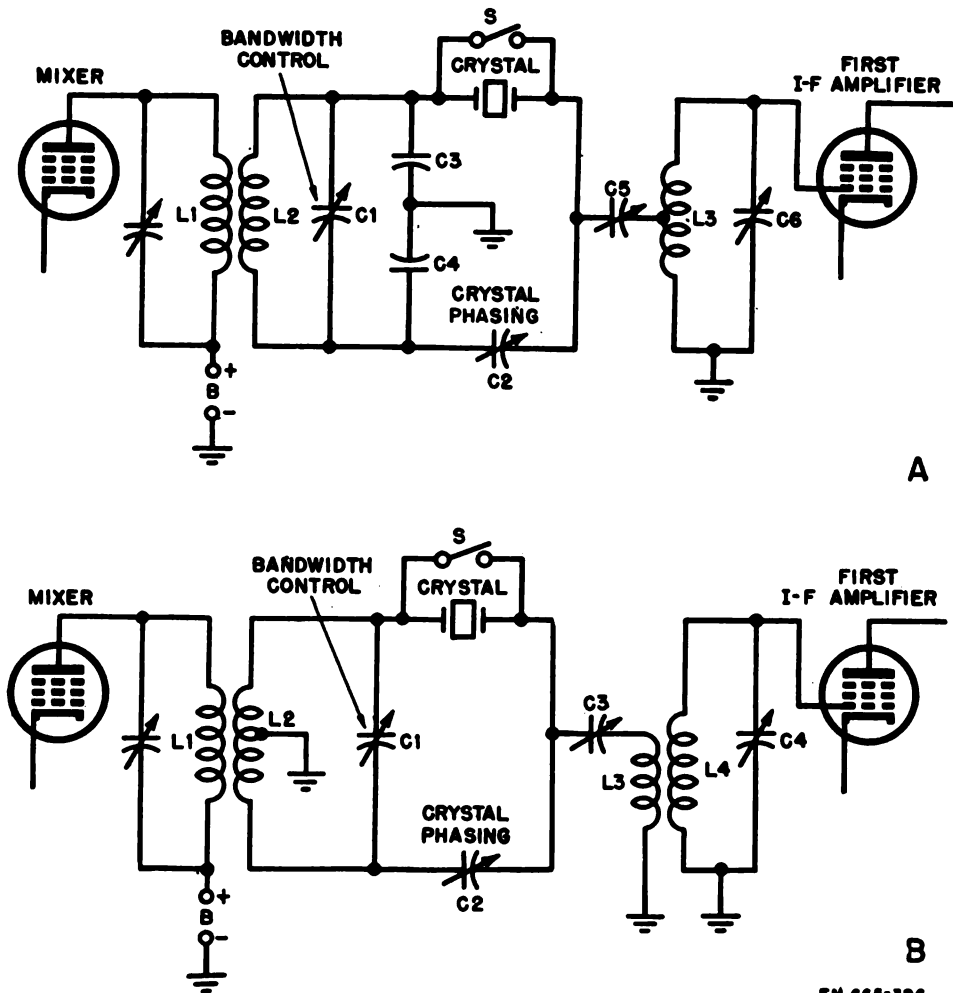 S
BANDWIDTH
CONTROL
CRYSTAL
MIXER
FIRST
I-F AMPLIFIER
C3
L1
L2
C1
C5
L3
C6
C4
CRYSTAL
PHASING
C2
+
B
-
A
S
BANDWIDTH
CONTROL
CRYSTAL
MIXER
FIRST
I-F AMPLIFIER
L1
L2
C1
C3
L3
L4
C4
CRYSTAL
PHASING
C2
+
B
-
B